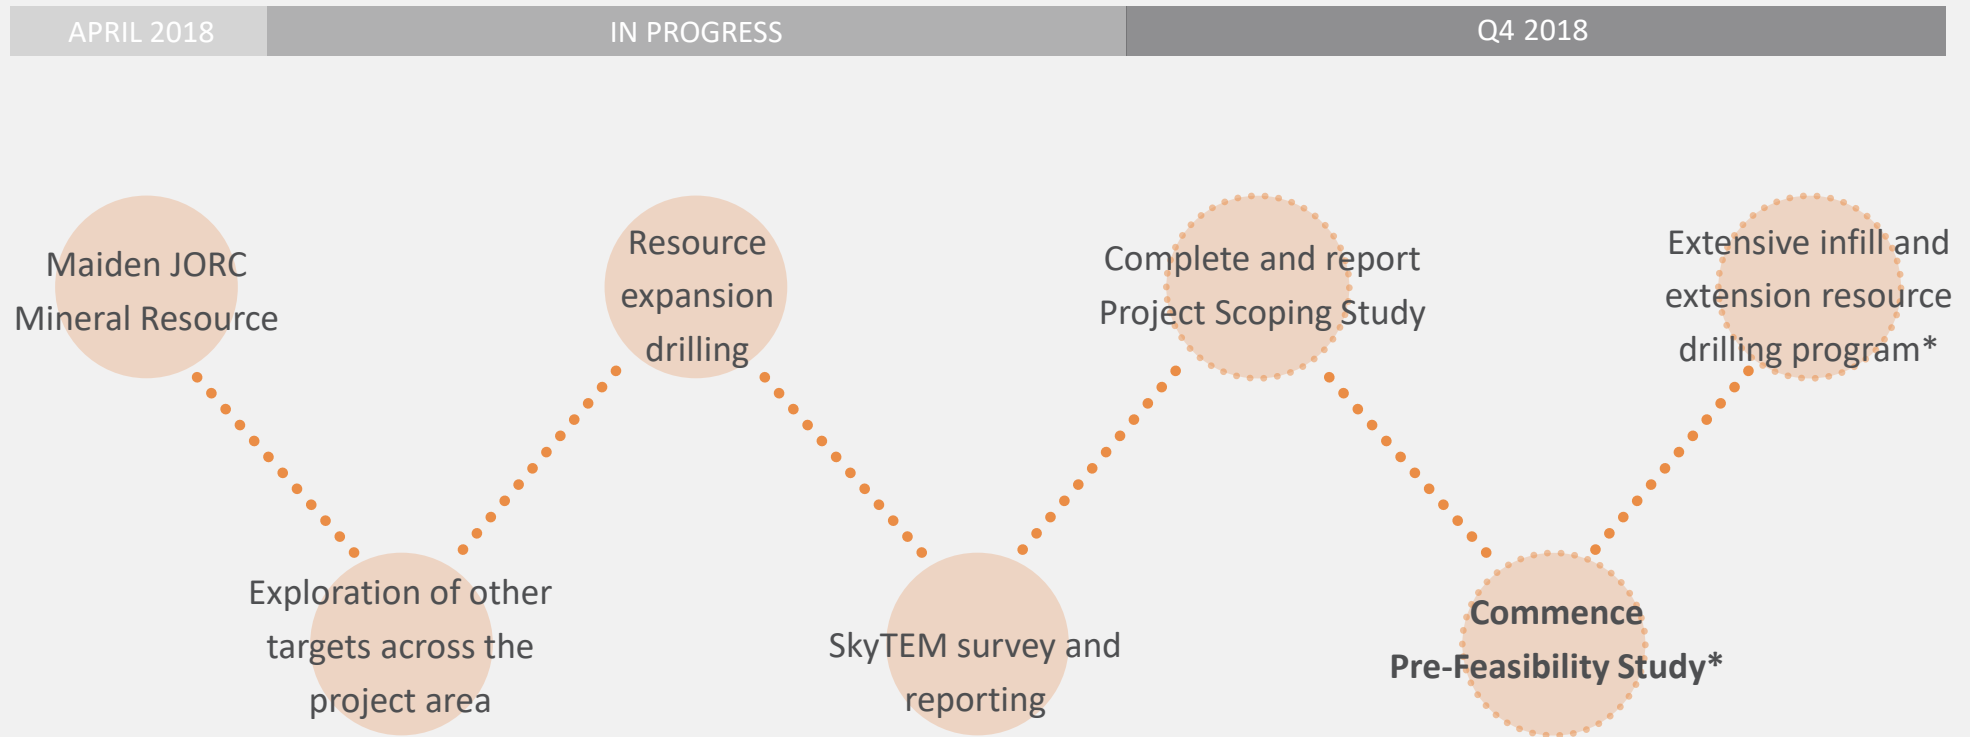 APRIL 2018
IN PROGRESS
Q4 2018
Maiden JORC
Mineral Resource
Exploration of other
targets across the
project area
Resource
expansion
drilling
SkyTEM survey and
reporting
Complete and report
Project Scoping Study
Commence
Pre-Feasibility Study*
Extensive infill and
extension resource
drilling program*